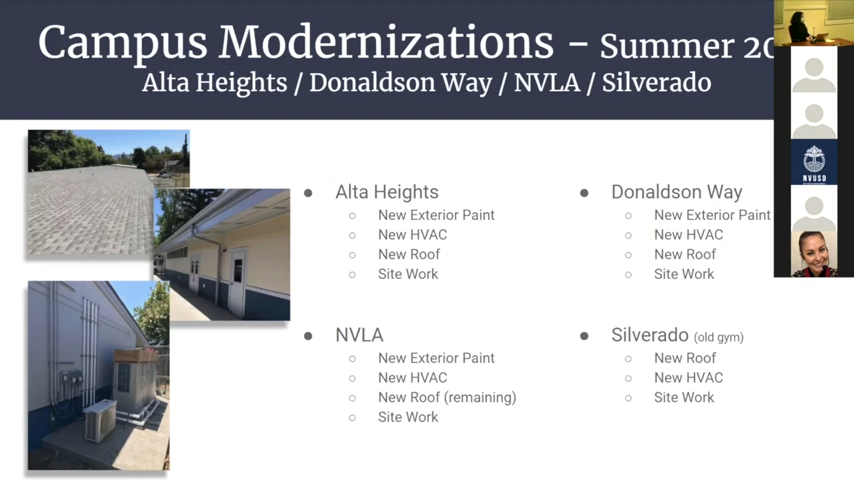 Campus Modernizations - Summer 20
Alta Heights / Donaldson Way / NVLA / Silverado
Alta Heights
New Exterior Paint
New HVAC
New Roof
Site Work
Donaldson Way
New Exterior Paint
New HVAC
New Roof
Site Work
NVLA
New Exterior Paint
New HVAC
New Roof (remaining)
Site Work
Silverado (old gym)
New Roof
New HVAC
Site Work
NVUSD